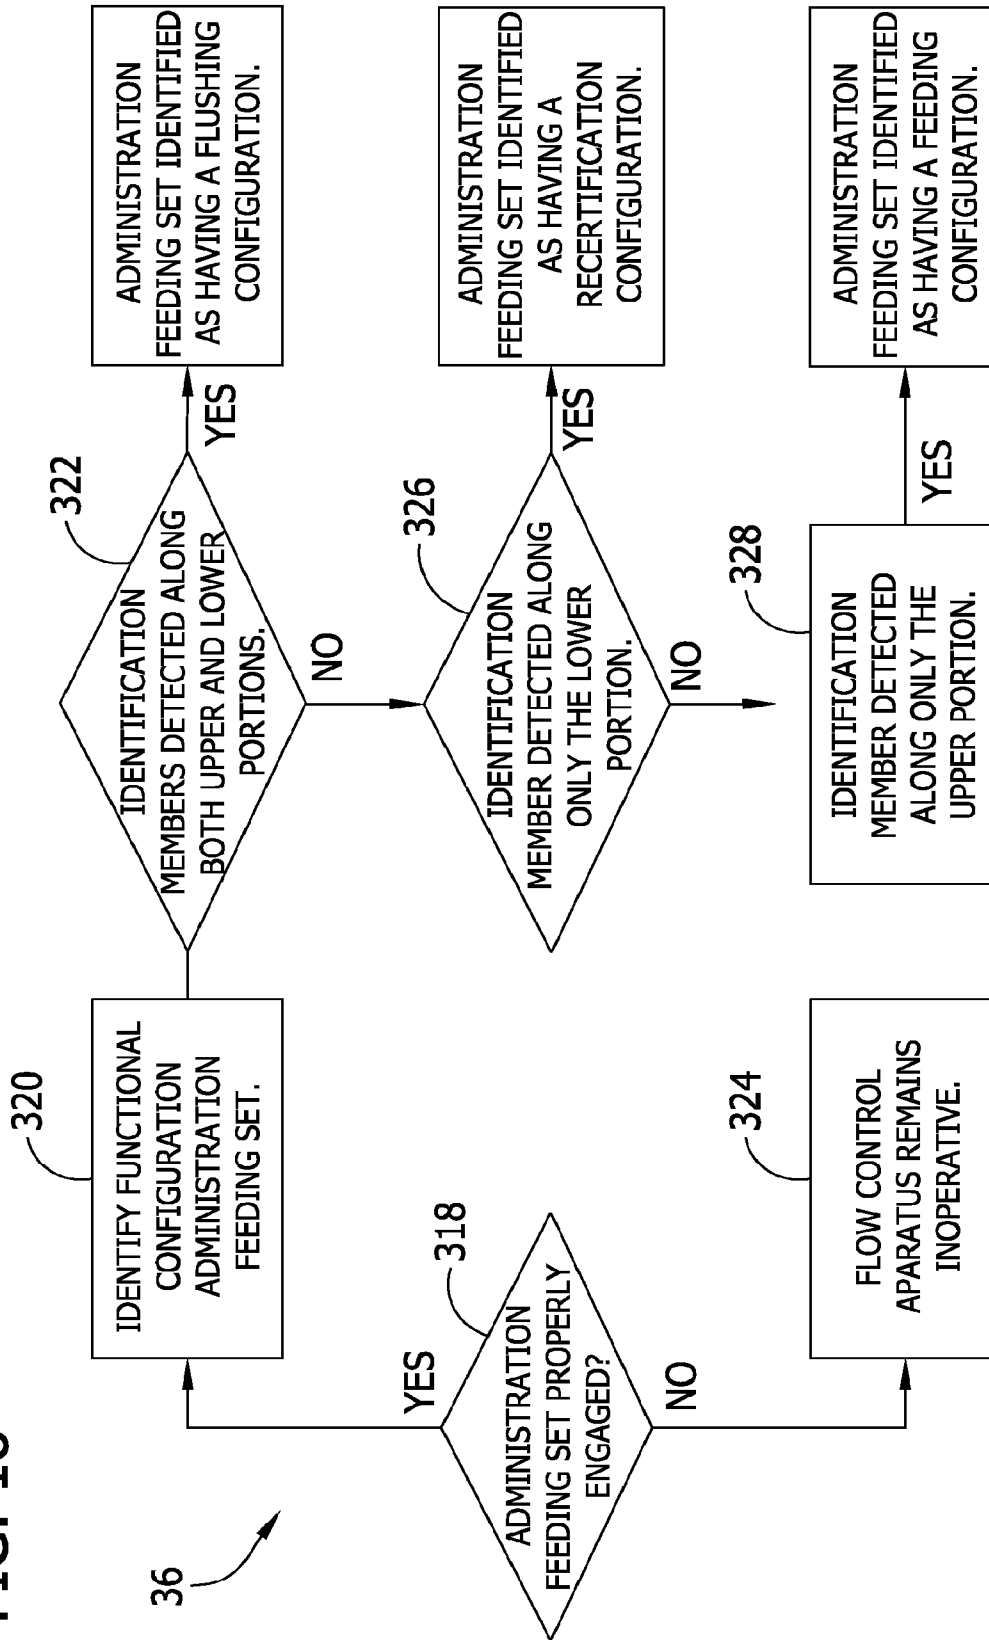 36
ADMINISTRATION
FEEDING SET PROPERLY
ENGAGED?
318
YES
NO
IDENTIFY FUNCTIONAL
CONFIGURATION
ADMINISTRATION
FEEDING SET.
320
FLOW CONTROL
APARATUS REMAINS
INOPERATIVE.
324
IDENTIFICATION
MEMBERS DETECTED ALONG
BOTH UPPER AND LOWER
PORTIONS.
322
YES
NO
ADMINISTRATION
FEEDING SET IDENTIFIED
AS HAVING A FLUSHING
CONFIGURATION.
IDENTIFICATION
MEMBER DETECTED ALONG
ONLY THE LOWER
PORTION.
326
YES
NO
ADMINISTRATION
FEEDING SET IDENTIFIED
AS HAVING A
RECERTIFICATION
CONFIGURATION.
IDENTIFICATION
MEMBER DETECTED
ALONG ONLY THE
UPPER PORTION.
328
YES
ADMINISTRATION
FEEDING SET IDENTIFIED
AS HAVING A FEEDING
CONFIGURATION.